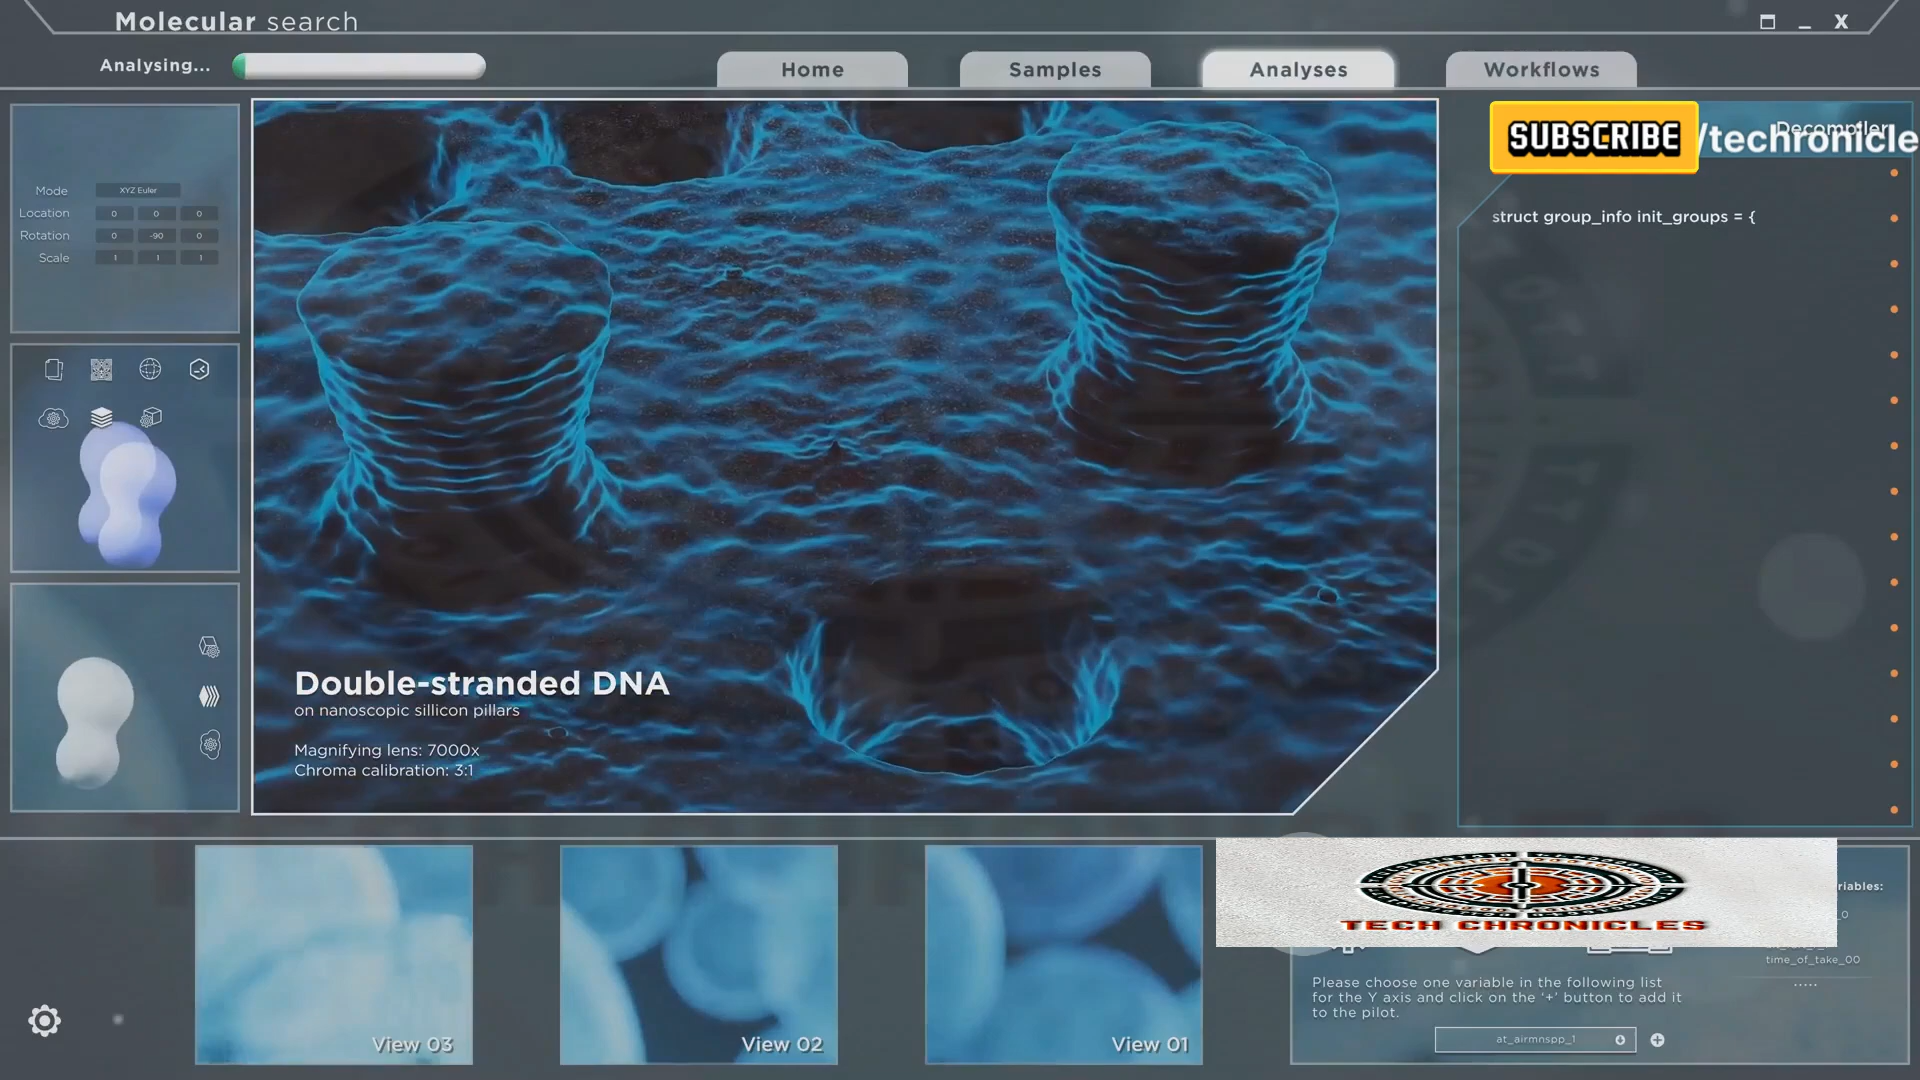 Molecular search
X
Analysing...
Home
Samples
Analyses
Workflows
SUBSCRIBE
/techronicle
Decompiler
Mode
XYZ Euler
Location
0
0
0
Rotation
0
-90
0
Scale
1
1
1
struct group_info init_groups = {
Double-stranded DNA
on nanoscopic sillicon pillars
Magnifying lens: 7000x
Chroma calibration: 3:1
View 03
View 02
View 01
TECH CHRONICLES
riables:
_0
time_of_take_00
.....
Please choose one variable in the following list
for the Y axis and click on the '+' button to add it
to the pilot.
at_airmnspp_1